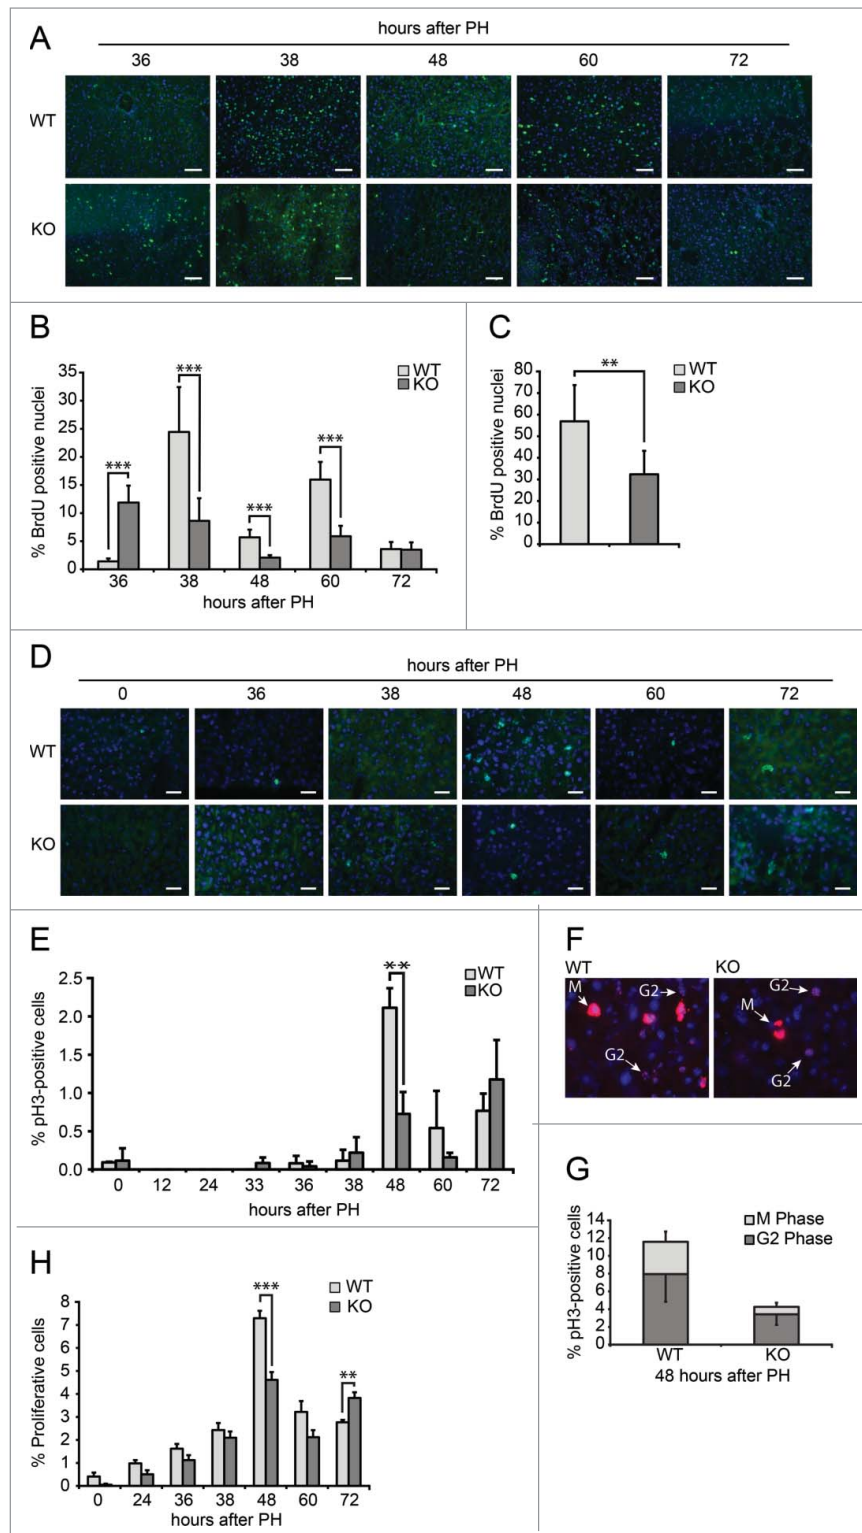 A
hours after PH
36 38 48 60 72
WT
KO
B
35
30
25
20
15
10
5
0
% BrdU positive nuclei
*** *** *** ***
WT
KO
36 38 48 60 72
hours after PH
C
80
70
60
50
40
30
20
10
0
% BrdU positive nuclei
**
WT
KO
D
hours after PH
0 36 38 48 60 72
WT
KO
E
2.5
2.0
1.5
1.0
0.5
0.0
% pH3-positive cells
**
WT
KO
0 12 24 33 36 38 48 60 72
hours after PH
F
WT KO
M G2 G2
G2 M G2
G
14
12
10
8
6
4
2
0
% pH3-positive cells
M Phase
G2 Phase
WT KO
48 hours after PH
H
8
7
6
5
4
3
2
1
0
% Proliferative cells
*** **
WT
KO
0 24 36 38 48 60 72
hours after PH